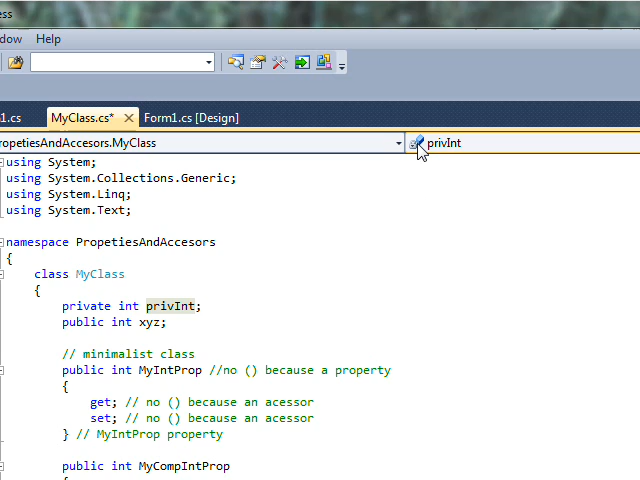 ess
dow Help
1.cs MyClass.cs* Form1.cs [Design]
ropetiesAndAccesors.MyClass privInt
using System;
using System.Collections.Generic;
using System.Linq;
using System.Text;
namespace PropetiesAndAccesors
{
class MyClass
{
private int privInt;
public int xyz;
// minimalist class
public int MyIntProp //no () because a property
{
get; // no () because an acessor
set; // no () because an acessor
} // MyIntProp property
public int MyCompIntProp